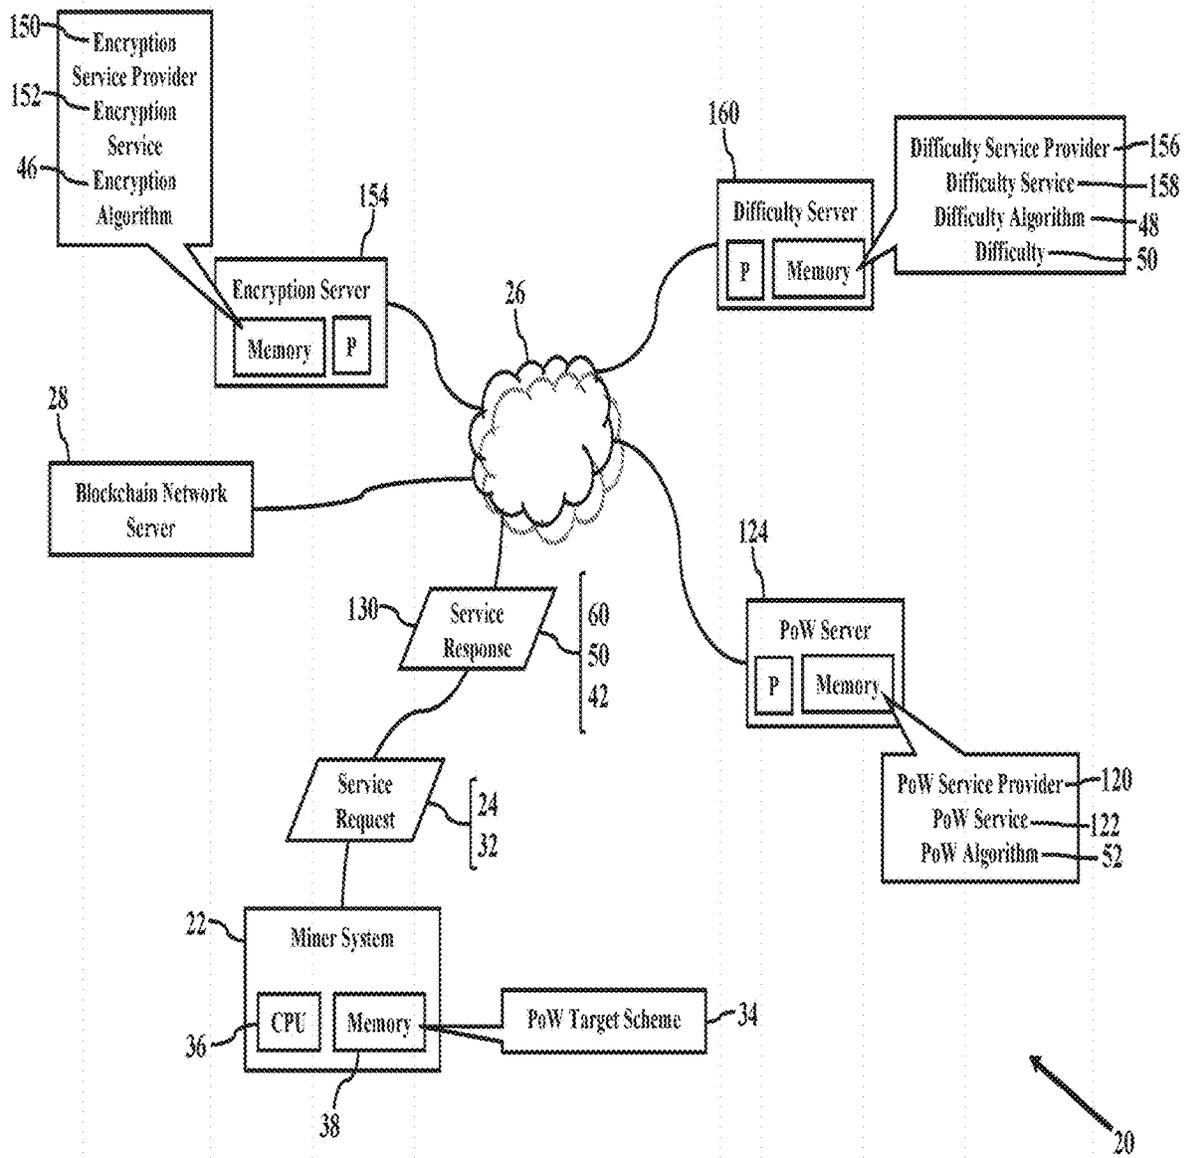 150
Encryption
Service Provider
152
Encryption
Service
46
Encryption
Algorithm
154
Encryption Server
Memory
P
160
Difficulty Server
P
Memory
Difficulty Service Provider
156
Difficulty Service
158
Difficulty Algorithm
48
Difficulty
50
26
28
Blockchain Network
Server
124
PoW Server
P
Memory
130
Service
Response
60
50
42
PoW Service Provider
120
PoW Service
122
PoW Algorithm
52
Service
Request
24
32
22
Miner System
CPU
Memory
36
38
PoW Target Scheme
34
20